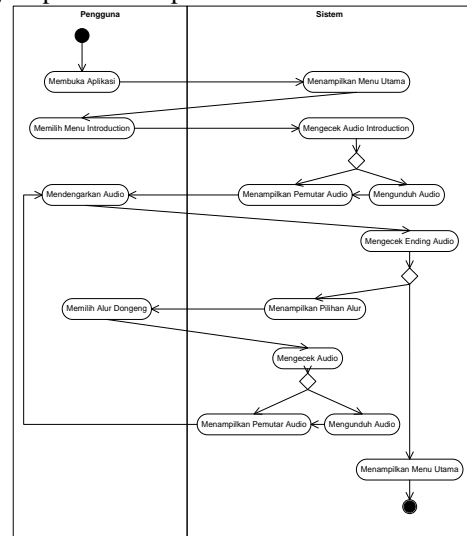 Pengguna
Sistem
Membuka Aplikasi
Menampilkan Menu Utama
Memilih Menu Introduction
Mengecek Audio Introduction
Mendengarkan Audio
Menampilkan Pemutar Audio
Mengunduh Audio
Mengecek Ending Audio
Memilih Alur Dongeng
Menampilkan Pilihan Alur
Mengecek Audio
Menampilkan Pemutar Audio
Mengunduh Audio
Menampilkan Menu Utama